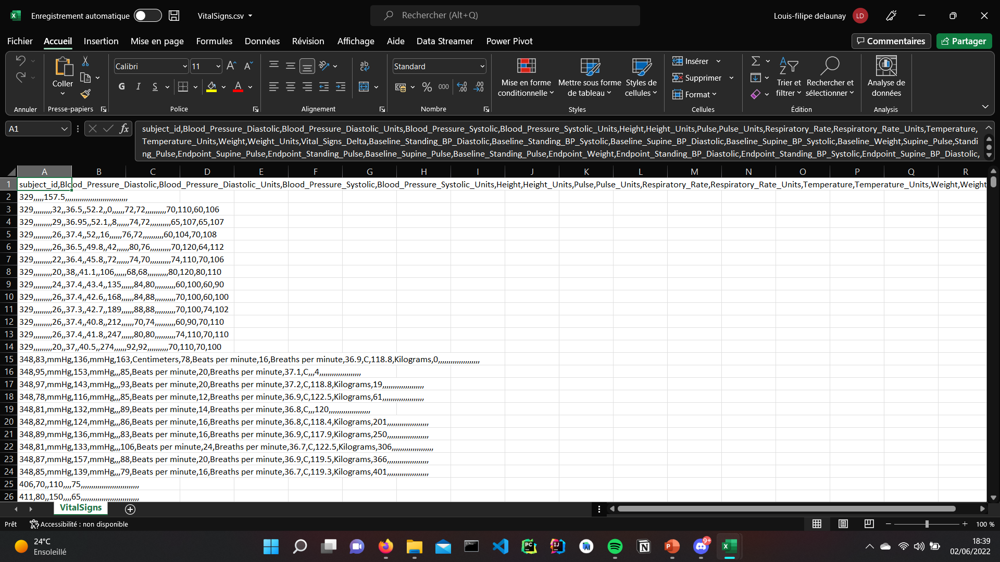 Enregistrement automatique
VitalSigns.csv
Rechercher (Alt+Q)
Louis-filipe delaunay
LD
Fichier Accueil Insertion Mise en page Formules Données Révision Affichage Aide Data Streamer Power Pivot
Commentaires
Partager
Coller
Calibri
11
G I S
Standard
Mise en forme conditionnelle
Mettre sous forme de tableau
Styles de cellules
Insérer
Supprimer
Format
Trier et filtrer
Rechercher et sélectionner
Analyse de données
Annuler Presse-papiers Police Alignement Nombre Styles Cellules Édition Analysis
A1
subject_id,Blood_Pressure_Diastolic,Blood_Pressure_Diastolic_Units,Blood_Pressure_Systolic,Blood_Pressure_Systolic_Units,Height,Height_Units,Pulse,Pulse_Units,Respiratory_Rate,Respiratory_Rate_Units,Temperature,
Temperature_Units,Weight,Weight_Units,Vital_Signs_Delta,Baseline_Standing_BP_Diastolic,Baseline_Standing_BP_Systolic,Baseline_Supine_BP_Diastolic,Baseline_Supine_BP_Systolic,Baseline_Weight,Supine_Pulse,Standi
ng_Pulse,Endpoint_Supine_Pulse,Endpoint_Standing_Pulse,Baseline_Supine_Pulse,Baseline_Standing_Pulse,Endpoint_Weight,Endpoint_Standing_BP_Diastolic,Endpoint_Standing_BP_Systolic,Endpoint_Supine_BP_Diastolic,
A B C D E F G H I J K L M N O P Q R
1 subject_id,Blood_Pressure_Diastolic,Blood_Pressure_Diastolic_Units,Blood_Pressure_Systolic,Blood_Pressure_Systolic_Units,Height,Height_Units,Pulse,Pulse_Units,Respiratory_Rate,Respiratory_Rate_Units,Temperature,Temperature_Units,Weight,Weight
2 329,,,,,157.5,,,,,,,,,,,,,,,,,,,,,,,,,,,,,,
3 329,,,,,,,,,32,,36.5,,52.2,,0,,,,,,72,72,,,,,,,,,,70,110,60,106
4 329,,,,,,,,,29,,36.95,,52.1,,8,,,,,,74,72,,,,,,,,,,65,107,65,107
5 329,,,,,,,,,26,,37.4,,52,,16,,,,,,76,72,,,,,,,,,,60,104,70,108
6 329,,,,,,,,,26,,36.5,,49.8,,42,,,,,,80,76,,,,,,,,,,70,120,64,112
7 329,,,,,,,,,22,,36.4,,45.8,,72,,,,,,74,70,,,,,,,,,,74,110,70,106
8 329,,,,,,,,,20,,38,,41.1,,106,,,,,,68,68,,,,,,,,,,80,120,80,110
9 329,,,,,,,,,24,,37.4,,43.4,,135,,,,,,84,80,,,,,,,,,,60,100,60,90
10 329,,,,,,,,,26,,37.4,,42.6,,168,,,,,,84,88,,,,,,,,,,70,100,60,100
11 329,,,,,,,,,26,,37.3,,42.7,,189,,,,,,88,88,,,,,,,,,,70,100,74,102
12 329,,,,,,,,,26,,37.4,,40.8,,212,,,,,,70,74,,,,,,,,,,60,90,70,110
13 329,,,,,,,,,26,,37.4,,41.8,,247,,,,,,80,80,,,,,,,,,,74,110,70,110
14 329,,,,,,,,,20,,37,,40.5,,274,,,,,,92,92,,,,,,,,,,70,110,70,100
15 348,83,mmHg,136,mmHg,163,Centimeters,78,Beats per minute,16,Breaths per minute,36.9,C,118.8,Kilograms,0,,,,,,,,,,,,,,,,,,,,
16 348,95,mmHg,153,mmHg,,,85,Beats per minute,20,Breaths per minute,37.1,C,,,4,,,,,,,,,,,,,,,,,,,,
17 348,97,mmHg,143,mmHg,,,93,Beats per minute,20,Breaths per minute,37.2,C,118.8,Kilograms,19,,,,,,,,,,,,,,,,,,,,
18 348,78,mmHg,116,mmHg,,,85,Beats per minute,12,Breaths per minute,36.9,C,122.5,Kilograms,61,,,,,,,,,,,,,,,,,,,,
19 348,81,mmHg,132,mmHg,,,89,Beats per minute,14,Breaths per minute,36.8,C,,,120,,,,,,,,,,,,,,,,,,,,
20 348,82,mmHg,124,mmHg,,,86,Beats per minute,16,Breaths per minute,36.8,C,118.4,Kilograms,201,,,,,,,,,,,,,,,,,,,,
21 348,89,mmHg,136,mmHg,,,83,Beats per minute,16,Breaths per minute,36.9,C,117.9,Kilograms,250,,,,,,,,,,,,,,,,,,,,
22 348,81,mmHg,133,mmHg,,,106,Beats per minute,24,Breaths per minute,36.7,C,122.5,Kilograms,306,,,,,,,,,,,,,,,,,,,,
23 348,87,mmHg,157,mmHg,,,88,Beats per minute,20,Breaths per minute,36.9,C,119.5,Kilograms,366,,,,,,,,,,,,,,,,,,,,
24 348,85,mmHg,139,mmHg,,,79,Beats per minute,16,Breaths per minute,36.7,C,119.3,Kilograms,401,,,,,,,,,,,,,,,,,,,,
25 406,70,,110,,,,75,,,,,,,,,,,,,,,,,,,,,,,,,,,,
26 411,80,,150,,,,65,,,,,,,,,,,,,,,,,,,,,,,,,,,,
VitalSigns
Prêt
Accessibilité : non disponible
100 %
24°C
Ensoleillé
9+
18:39
02/06/2022